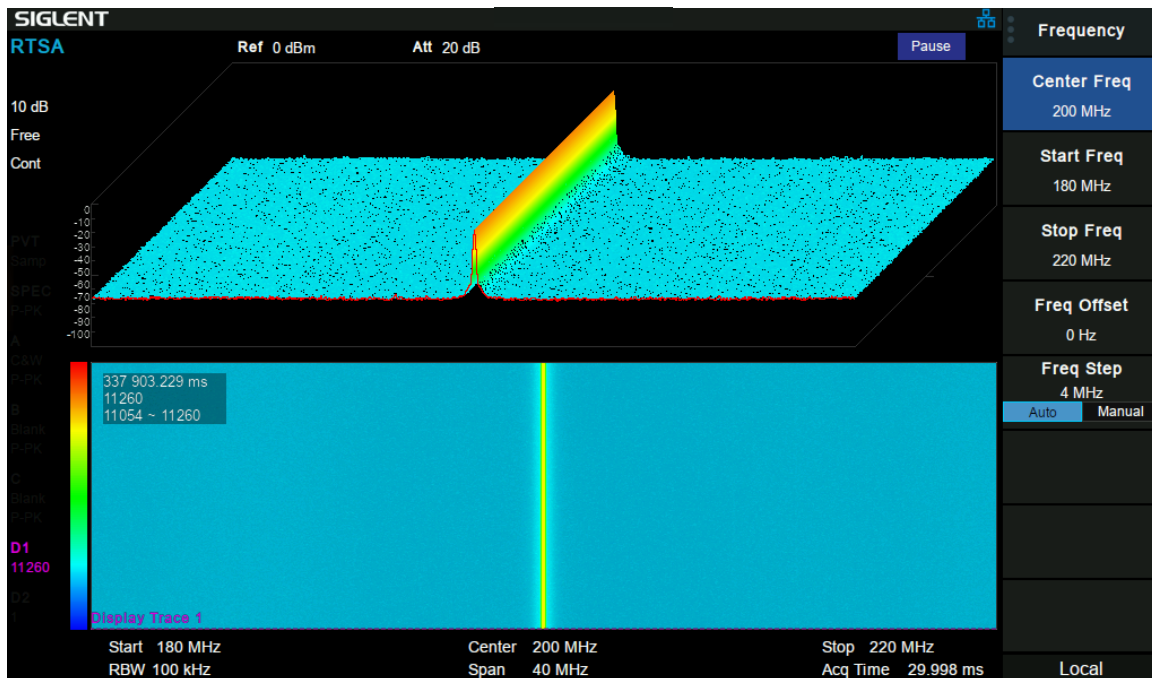 SIGLENT
RTSA
Ref 0 dBm
Att 20 dB
Pause
10 dB
Free
Cont
0
-10
-20
-30
-40
-50
-60
-70
-80
-90
-100
PVT
Samp
SPEC
P-PK
A
C&W
P-PK
B
Blank
P-PK
C
Blank
P-PK
D1
11260
D2
1
337 903.229 ms
11260
11054 ~ 11260
Display Trace 1
Start 180 MHz
Center 200 MHz
Stop 220 MHz
RBW 100 kHz
Span 40 MHz
Acq Time 29.998 ms
Frequency
Center Freq
200 MHz
Start Freq
180 MHz
Stop Freq
220 MHz
Freq Offset
0 Hz
Freq Step
4 MHz
Auto Manual
Local